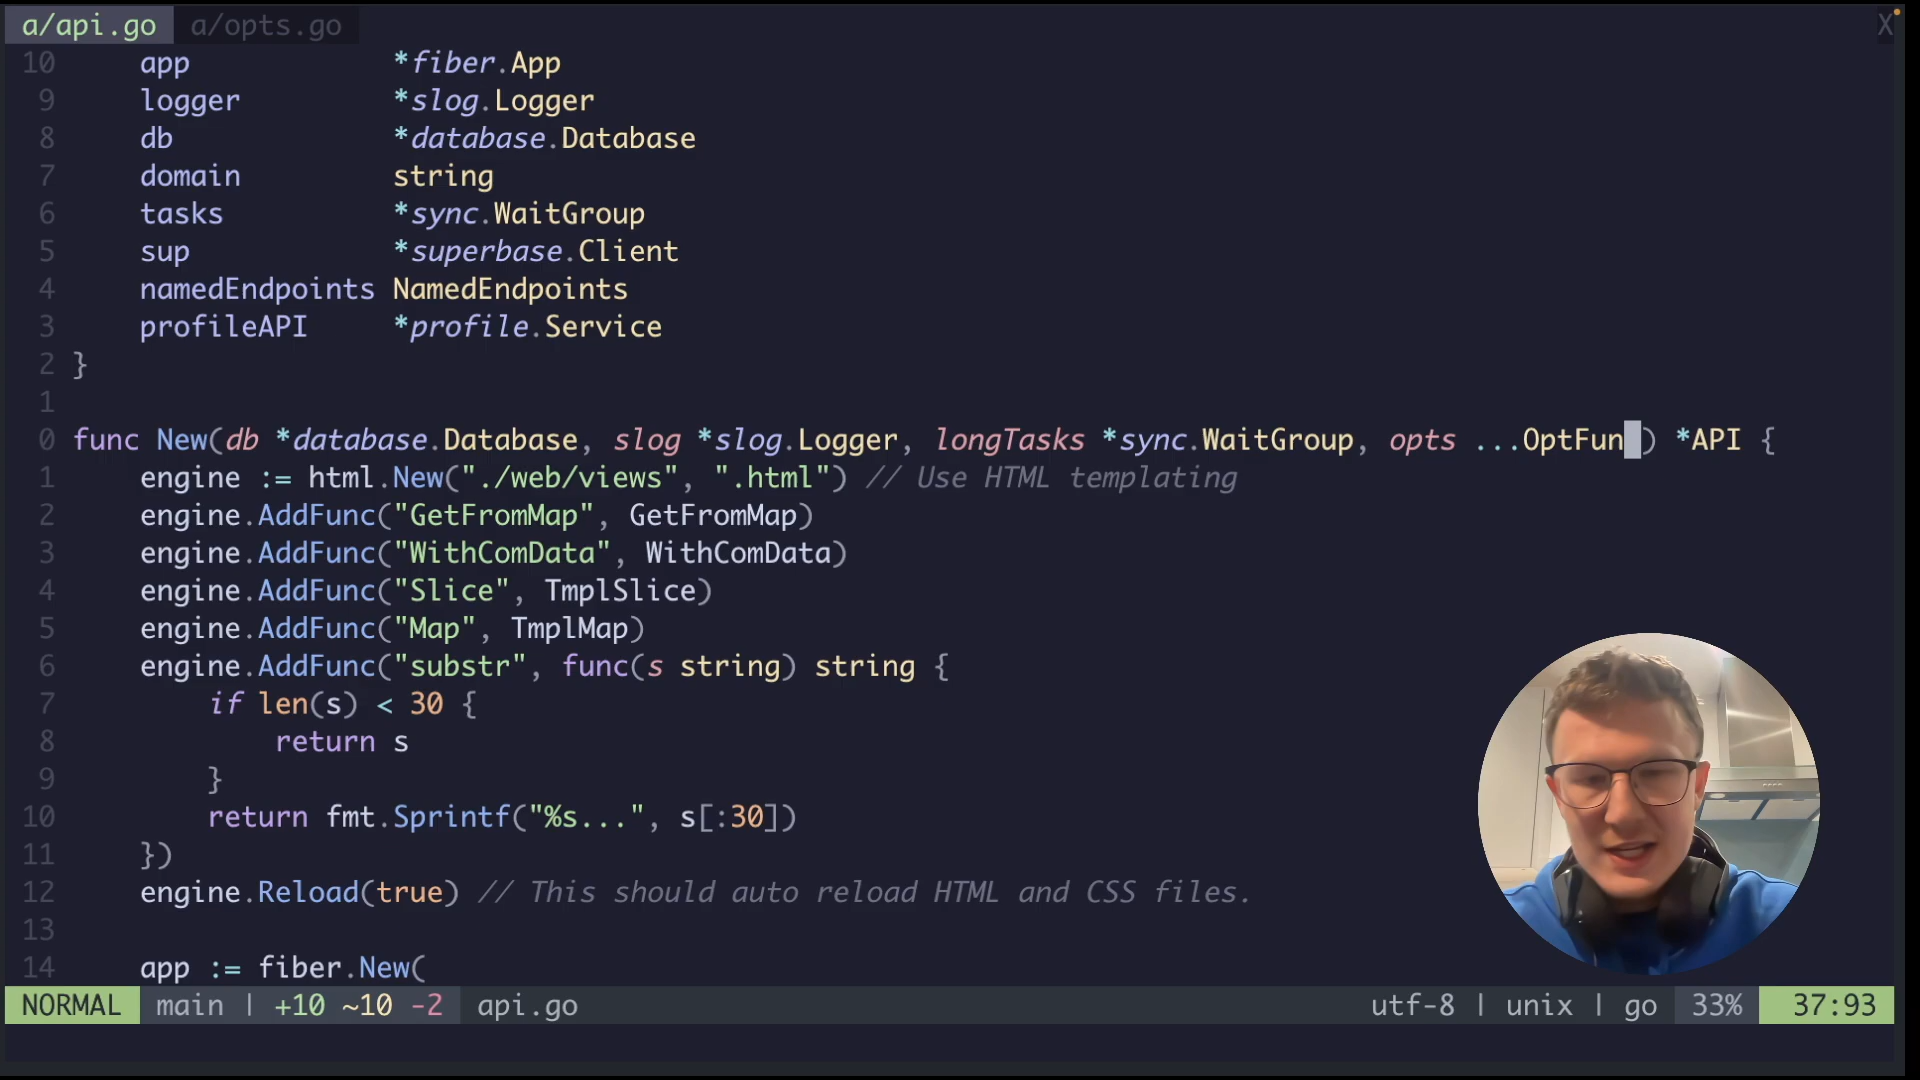 a/api.go a/opts.go X
10 app *fiber.App
9 logger *slog.Logger
8 db *database.Database
7 domain string
6 tasks *sync.WaitGroup
5 sup *superbase.Client
4 namedEndpoints NamedEndpoints
3 profileAPI *profile.Service
2 }
1
0 func New(db *database.Database, slog *slog.Logger, longTasks *sync.WaitGroup, opts ...OptFun ) *API {
1 engine := html.New("./web/views", ".html") // Use HTML templating
2 engine.AddFunc("GetFromMap", GetFromMap)
3 engine.AddFunc("WithComData", WithComData)
4 engine.AddFunc("Slice", TmplSlice)
5 engine.AddFunc("Map", TmplMap)
6 engine.AddFunc("substr", func(s string) string {
7 if len(s) < 30 {
8 return s
9 }
10 return fmt.Sprintf("%s...", s[:30])
11 })
12 engine.Reload(true) // This should auto reload HTML and CSS files.
13
14 app := fiber.New(
NORMAL main | +10 ~10 -2 api.go utf-8 | unix | go 33% 37:93